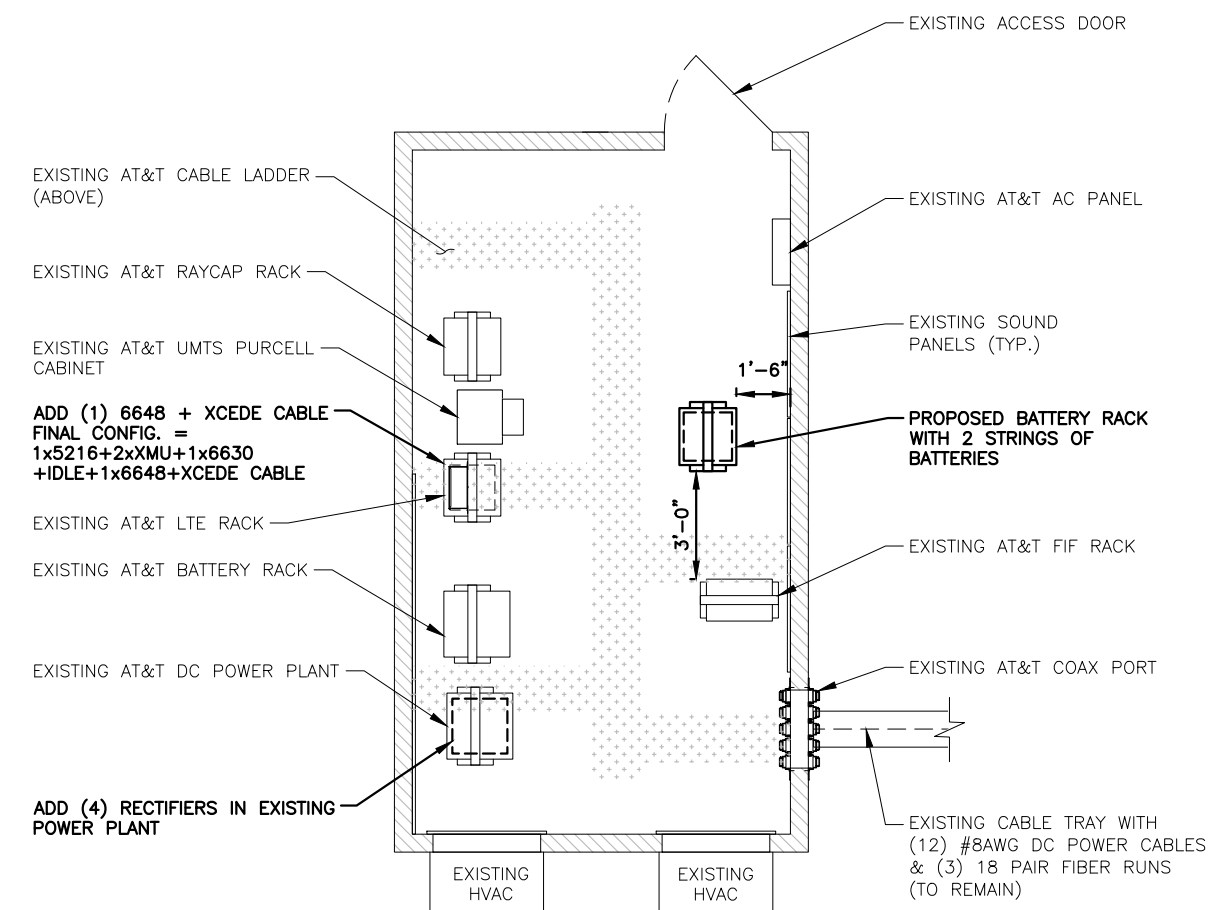 EXISTING ACCESS DOOR
EXISTING AT&T CABLE LADDER
(ABOVE)
EXISTING AT&T RAYCAP RACK
EXISTING AT&T UMTS PURCELL
CABINET
ADD (1) 6648 + XCEDE CABLE
FINAL CONFIG. =
1x5216+2xXMU+1x6630
+IDLE+1x6648+XCEDE CABLE
EXISTING AT&T LTE RACK
EXISTING AT&T BATTERY RACK
EXISTING AT&T DC POWER PLANT
ADD (4) RECTIFIERS IN EXISTING
POWER PLANT
EXISTING AT&T AC PANEL
EXISTING SOUND
PANELS (TYP.)
1'-6"
PROPOSED BATTERY RACK
WITH 2 STRINGS OF
BATTERIES
3'-0"
EXISTING AT&T FIF RACK
EXISTING AT&T COAX PORT
EXISTING CABLE TRAY WITH
(12) #8AWG DC POWER CABLES
& (3) 18 PAIR FIBER RUNS
(TO REMAIN)
EXISTING
HVAC
EXISTING
HVAC